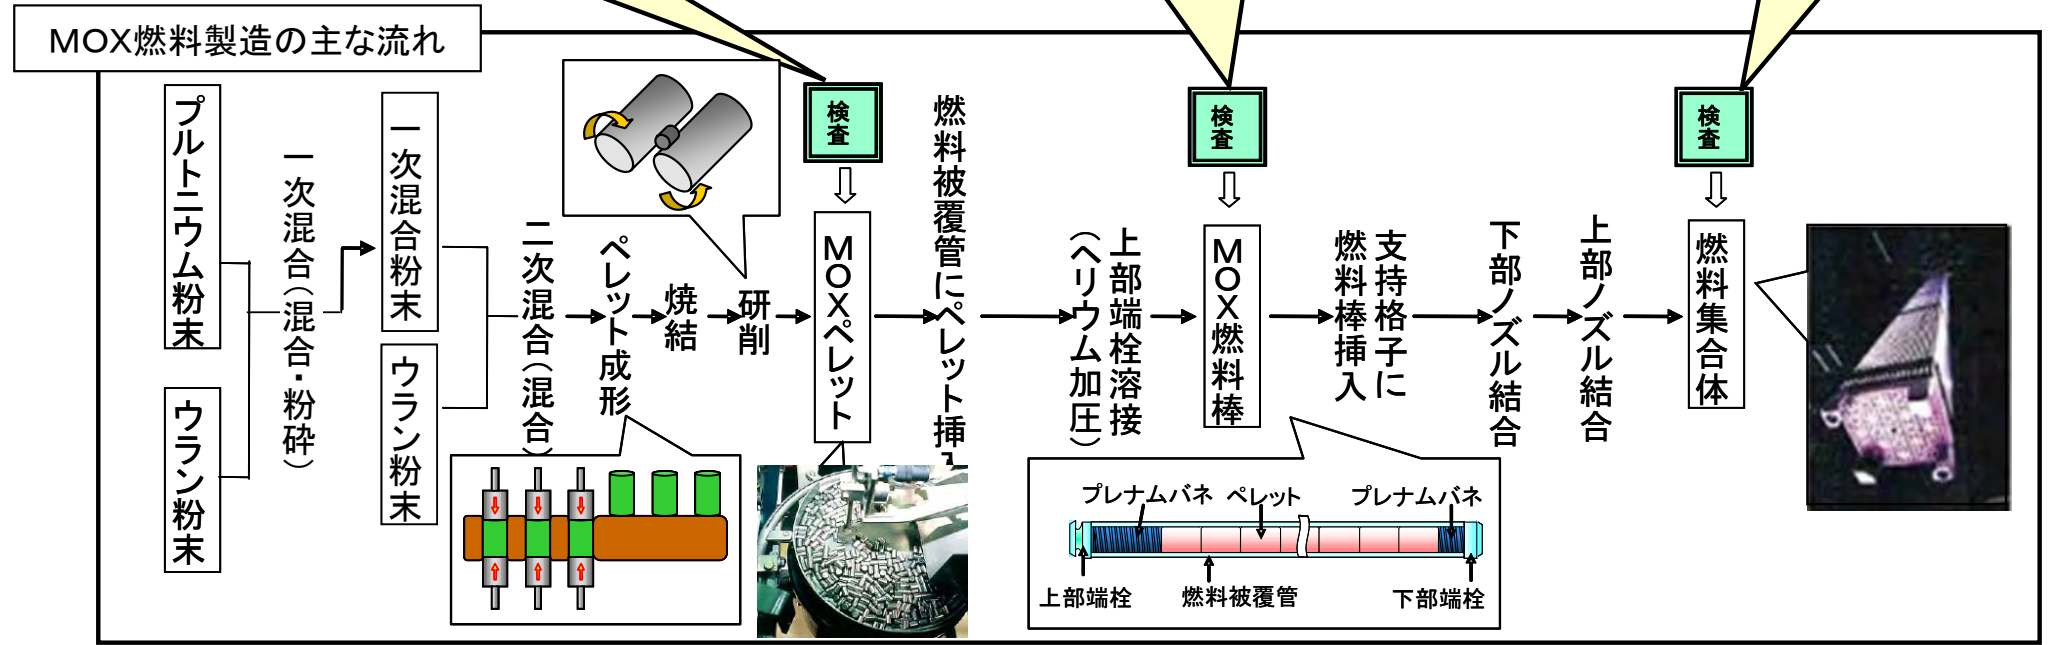 MOX燃料製造の主な流れ
プルトニウム粉末
ウラン粉末
一次混合(混合・粉砕)
一次混合粉末
ウラン粉末
二次混合(混合)
ペレット成形
焼結
研削
検査
MOXペレット
燃料被覆管にペレット挿入
上部端栓溶接
(ヘリウム加圧)
検査
MOX燃料棒
支持格子に
燃料棒挿入
下部ノズル結合
上部ノズル結合
検査
燃料集合体
プレナムバネ
ペレット
プレナムバネ
上部端栓
燃料被覆管
下部端栓